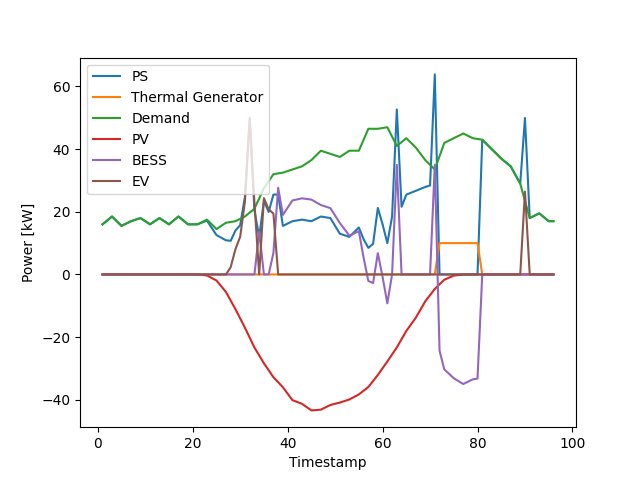 PS
Thermal Generator
Demand
PV
BESS
EV
60
40
20
0
−20
−40
Power [kW]
0 20 40 60 80 100
Timestamp